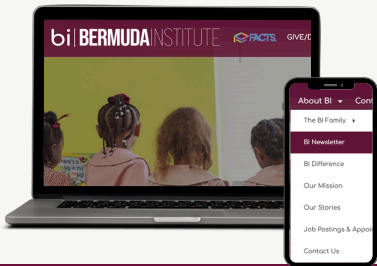 bi | BERMUDA INSTITUTE FACTS. GIVE/D
About BI Cont
The BI Family
BI Newsletter
BI Difference
Our Mission
Our Stories
Job Postings & Appoi
Contact Us